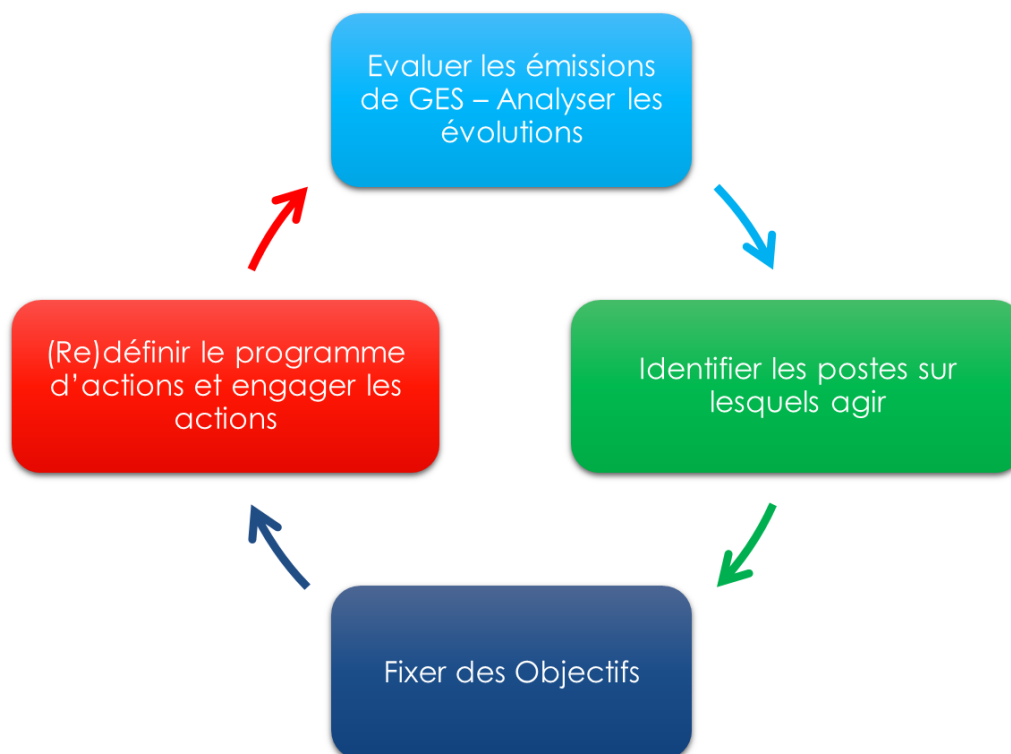 Evaluer les émissions
de GES – Analyser les
évolutions
Identifier les postes sur
lesquels agir
Fixer des Objectifs
(Re)définir le programme
d'actions et engager les
actions